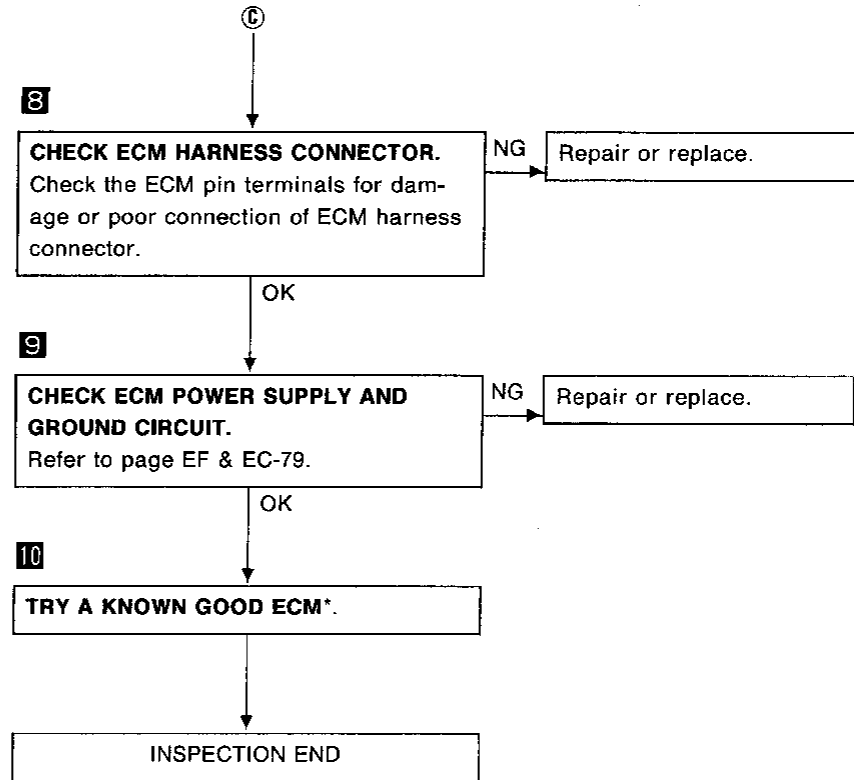 Ⓒ
8
CHECK ECM HARNESS CONNECTOR.
Check the ECM pin terminals for dam-
age or poor connection of ECM harness
connector.
NG
Repair or replace.
OK
9
CHECK ECM POWER SUPPLY AND
GROUND CIRCUIT.
Refer to page EF & EC-79.
NG
Repair or replace.
OK
10
TRY A KNOWN GOOD ECM*.
INSPECTION END